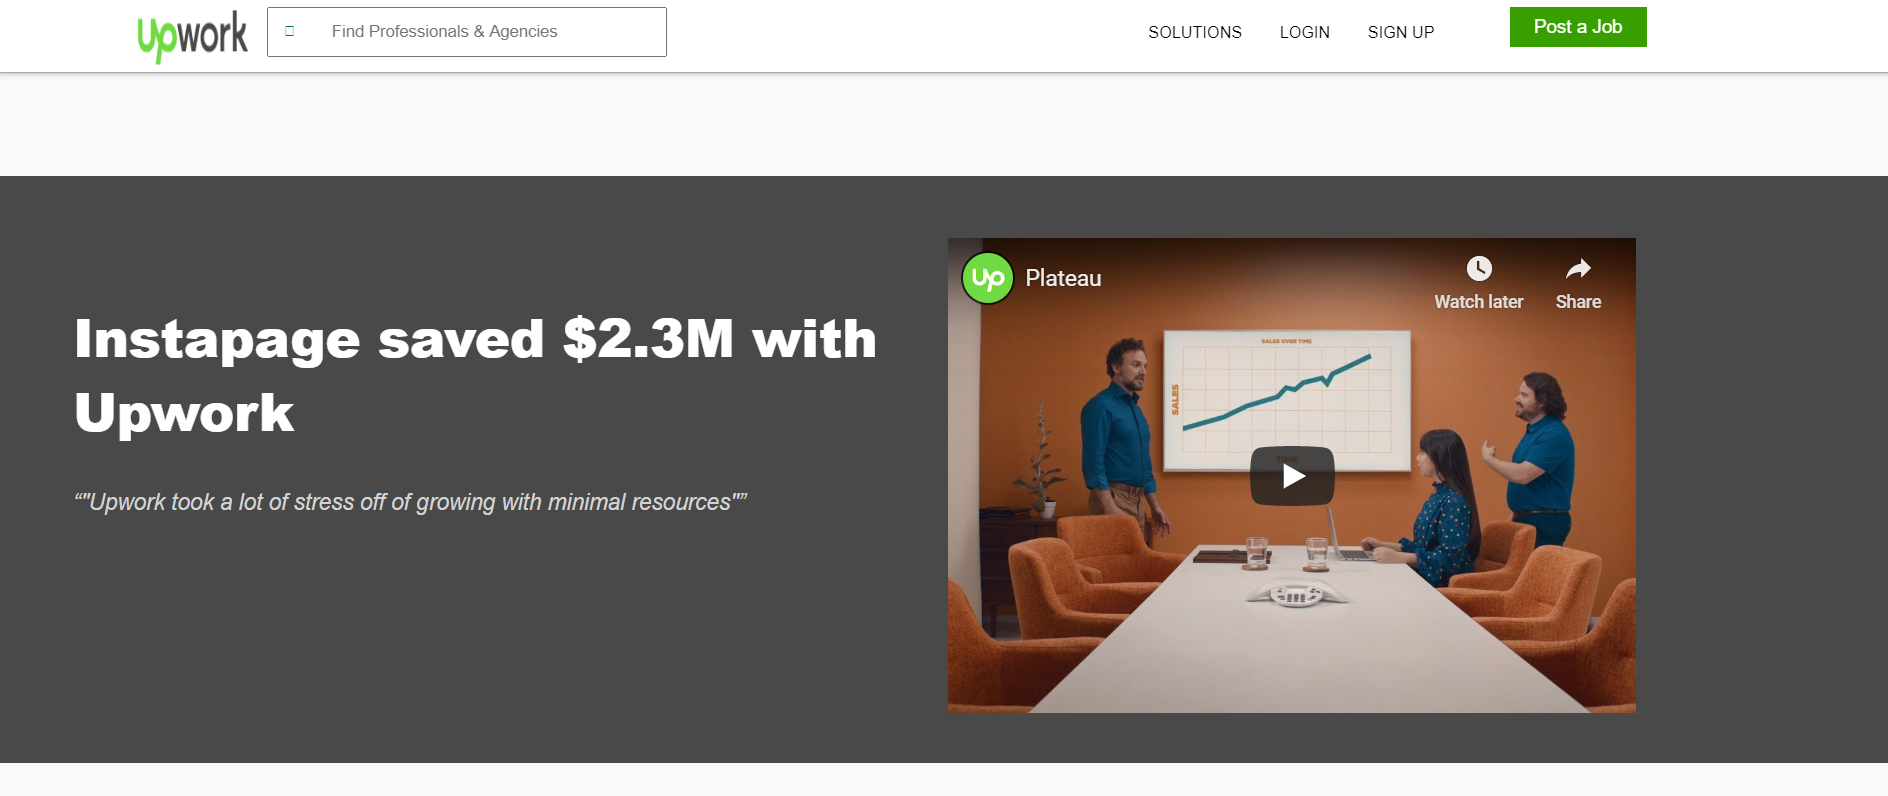 upwork
Find Professionals & Agencies
SOLUTIONS
LOGIN
SIGN UP
Post a Job
Instapage saved $2.3M with
Upwork
“"Upwork took a lot of stress off of growing with minimal resources"”
up
Plateau
Watch later
Share
SALES OVER TIME
SALES
TIME